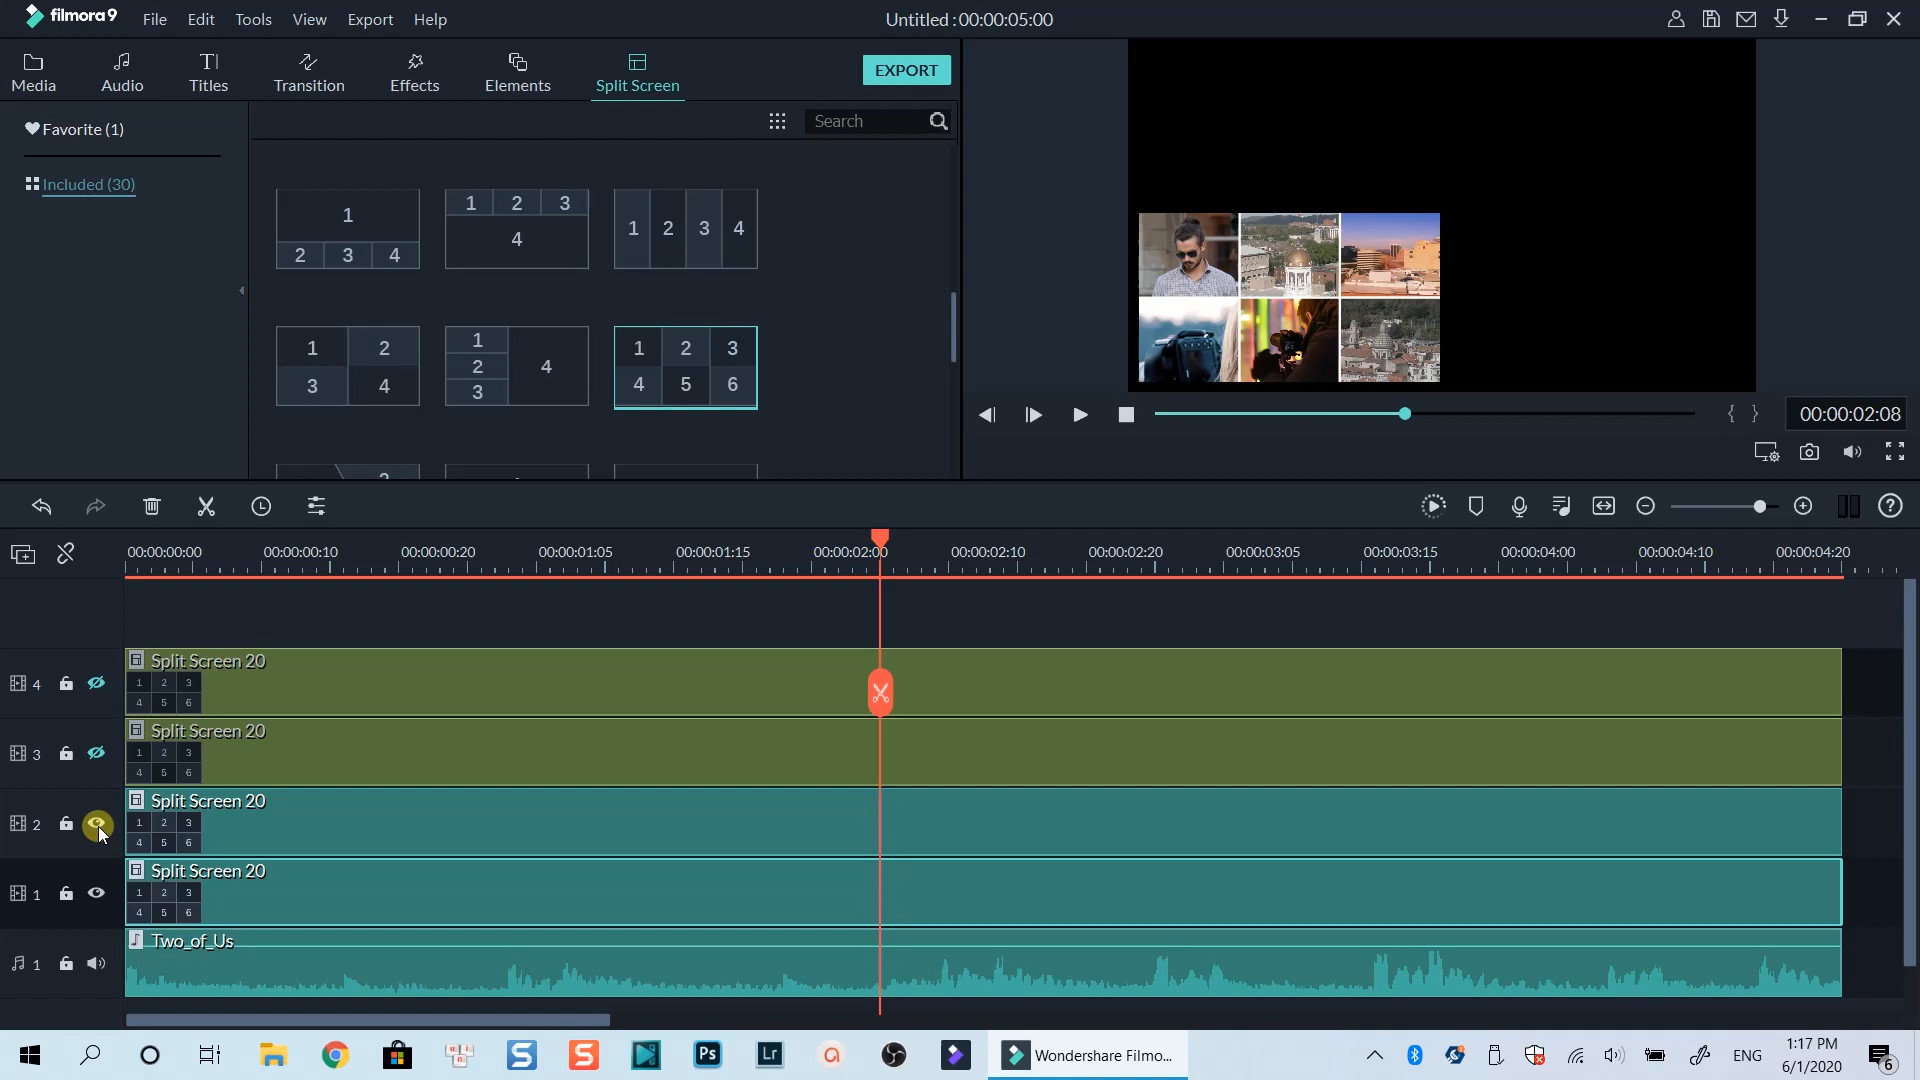 filmora9 File Edit Tools View Export Help Untitled : 00:00:05:00
Media Audio Titles Transition Effects Elements Split Screen EXPORT
Favorite (1)
Search
Included (30)
1
2 3 4
1 2 3
4
1 2 3 4
1 2
3 4
1
2
3
4
1 2 3
4 5 6
2
{ } 00:00:02:08
00:00:00:00 00:00:00:10 00:00:00:20 00:00:01:05 00:00:01:15 00:00:02:00 00:00:02:10 00:00:02:20 00:00:03:05 00:00:03:15 00:00:04:00 00:00:04:10 00:00:04:20
Split Screen 20
4
1 2 3
4 5 6
Split Screen 20
3
1 2 3
4 5 6
Split Screen 20
2
1 2 3
4 5 6
Split Screen 20
1
1 2 3
4 5 6
Two_of_Us
1
S S Ps Lr a Wondershare Filmo... ENG 1:17 PM
6/1/2020
6